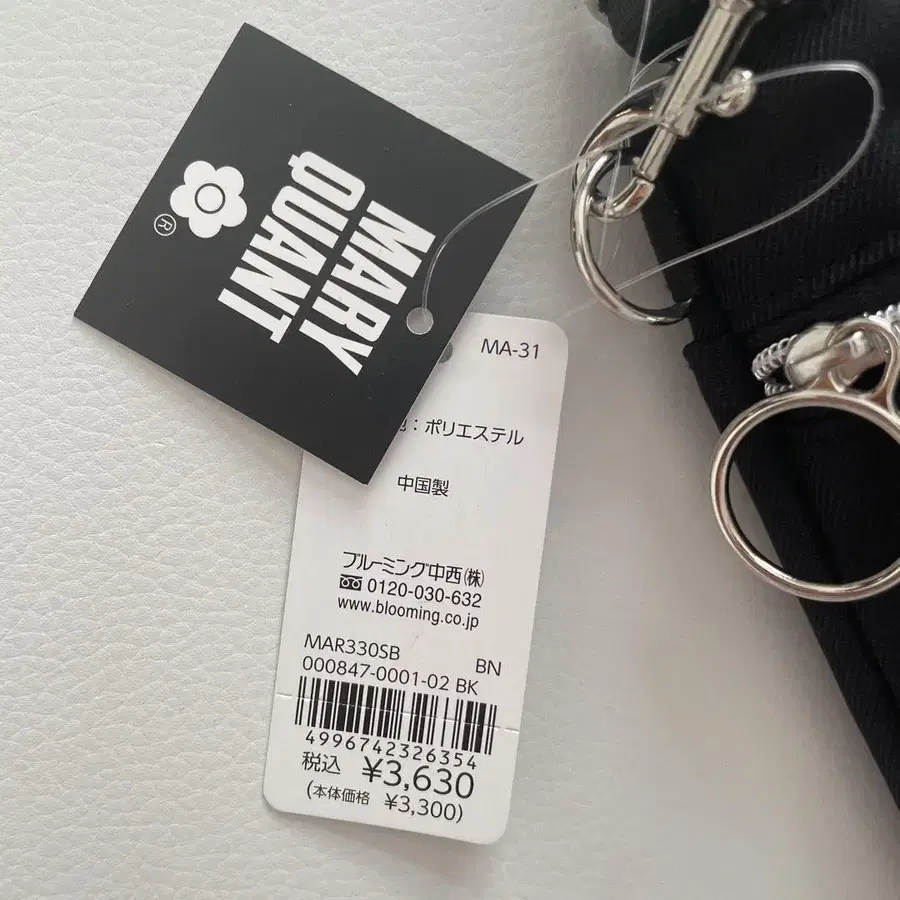 MARY
QUANT
®
MA-31
：ポリエステル
中国製
ブルーミング中西(株)
0120-030-632
www.blooming.co.jp
MAR330SB BN
000847-0001-02 BK
4996742326354
税込 ¥3,630
(本体価格 ¥3,300)